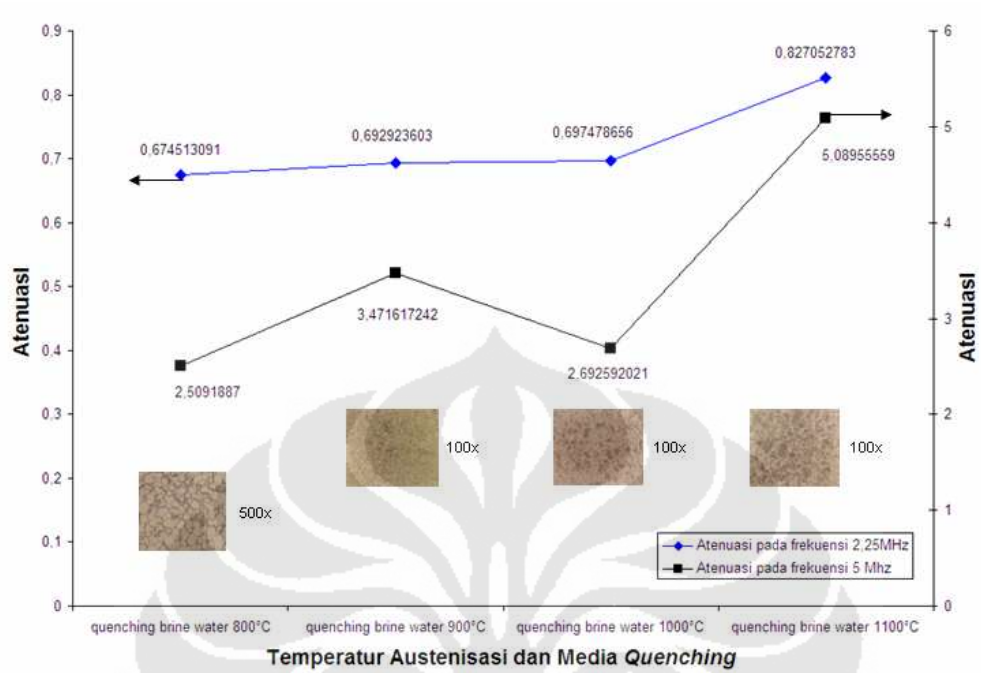 0,9
0,8
0,7
0,6
0,5
0,4
0,3
0,2
0,1
0
Atenuasi
6
5
4
3
2
1
0
Atenuasi
0,674513091
0,692923603
0,697478656
0,827052783
5,08955559
3,471617242
2,692592021
2,5091887
500x
100x
100x
100x
Atenuasi pada frekuensi 2,25MHz
Atenuasi pada frekuensi 5 Mhz
quenching brine water 800°C
quenching brine water 900°C
quenching brine water 1000°C
quenching brine water 1100°C
Temperatur Austenisasi dan Media Quenching